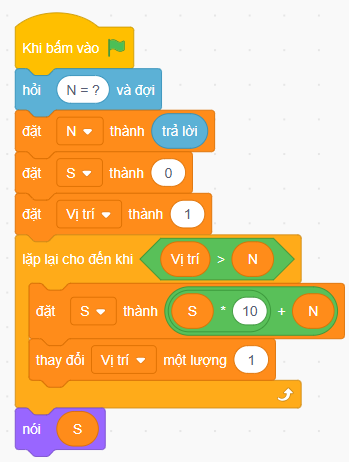 Khi bấm vào
hỏi N = ? và đợi
đặt N thành trả lời
đặt S thành 0
đặt Vị trí thành 1
lặp lại cho đến khi Vị trí > N
đặt S thành S * 10 + N
thay đổi Vị trí một lượng 1
nói S